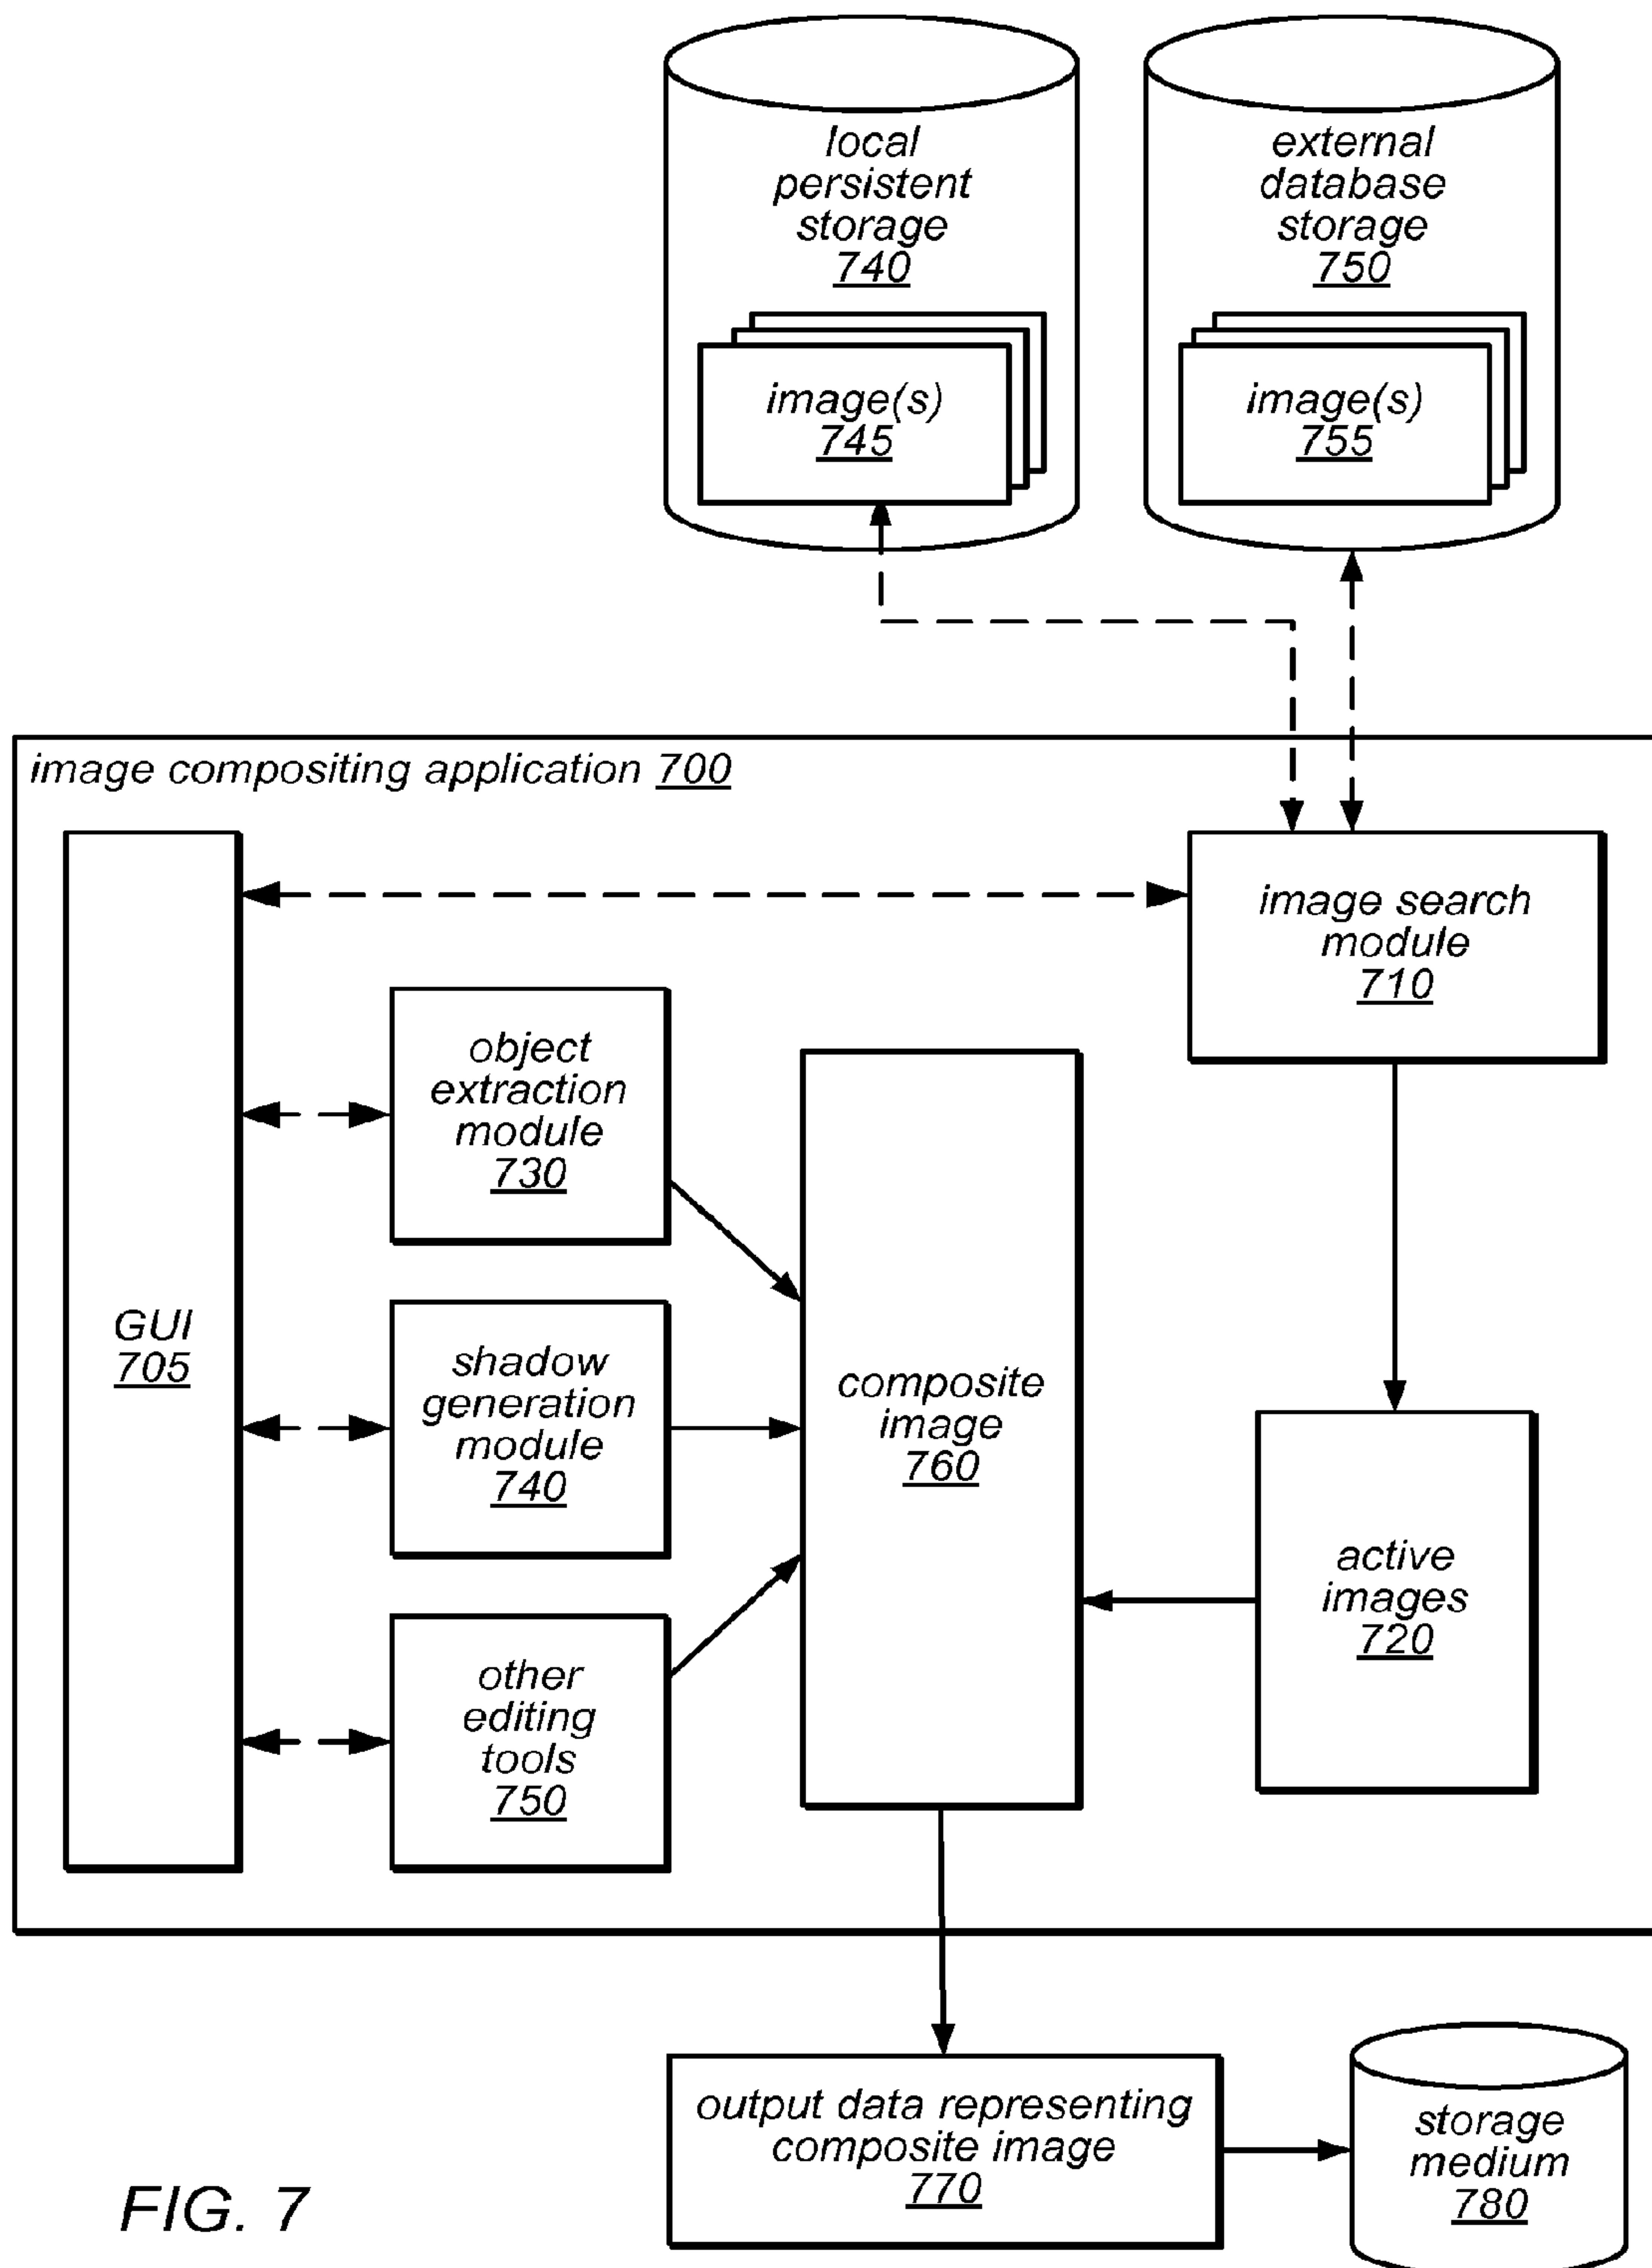 local
persistent
storage
740
image(s)
745
external
database
storage
750
image(s)
755
image compositing application 700
GUI
705
image search
module
710
object
extraction
module
730
shadow
generation
module
740
other
editing
tools
750
composite
image
760
active
images
720
output data representing
composite image
770
storage
medium
780
FIG. 7